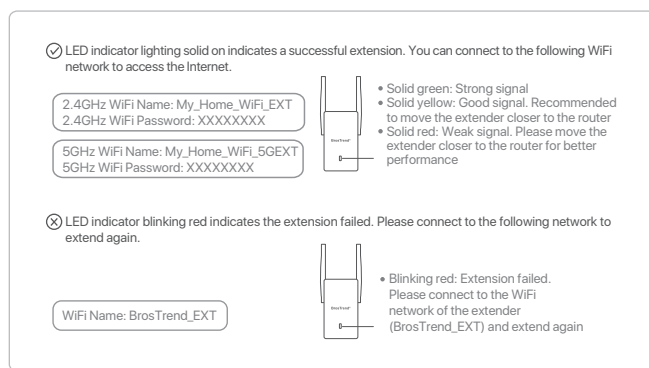 LED indicator lighting solid on indicates a successful extension. You can connect to the following WiFi
network to access the Internet.
2.4GHz WiFi Name: My_Home_WiFi_EXT
2.4GHz WiFi Password: XXXXXXXX
5GHz WiFi Name: My_Home_WiFi_5GEXT
5GHz WiFi Password: XXXXXXXX
BrosTrend
• Solid green: Strong signal
• Solid yellow: Good signal. Recommended
to move the extender closer to the router
• Solid red: Weak signal. Please move the
extender closer to the router for better
performance
LED indicator blinking red indicates the extension failed. Please connect to the following network to
extend again.
WiFi Name: BrosTrend_EXT
BrosTrend
• Blinking red: Extension failed.
Please connect to the WiFi
network of the extender
(BrosTrend_EXT) and extend again